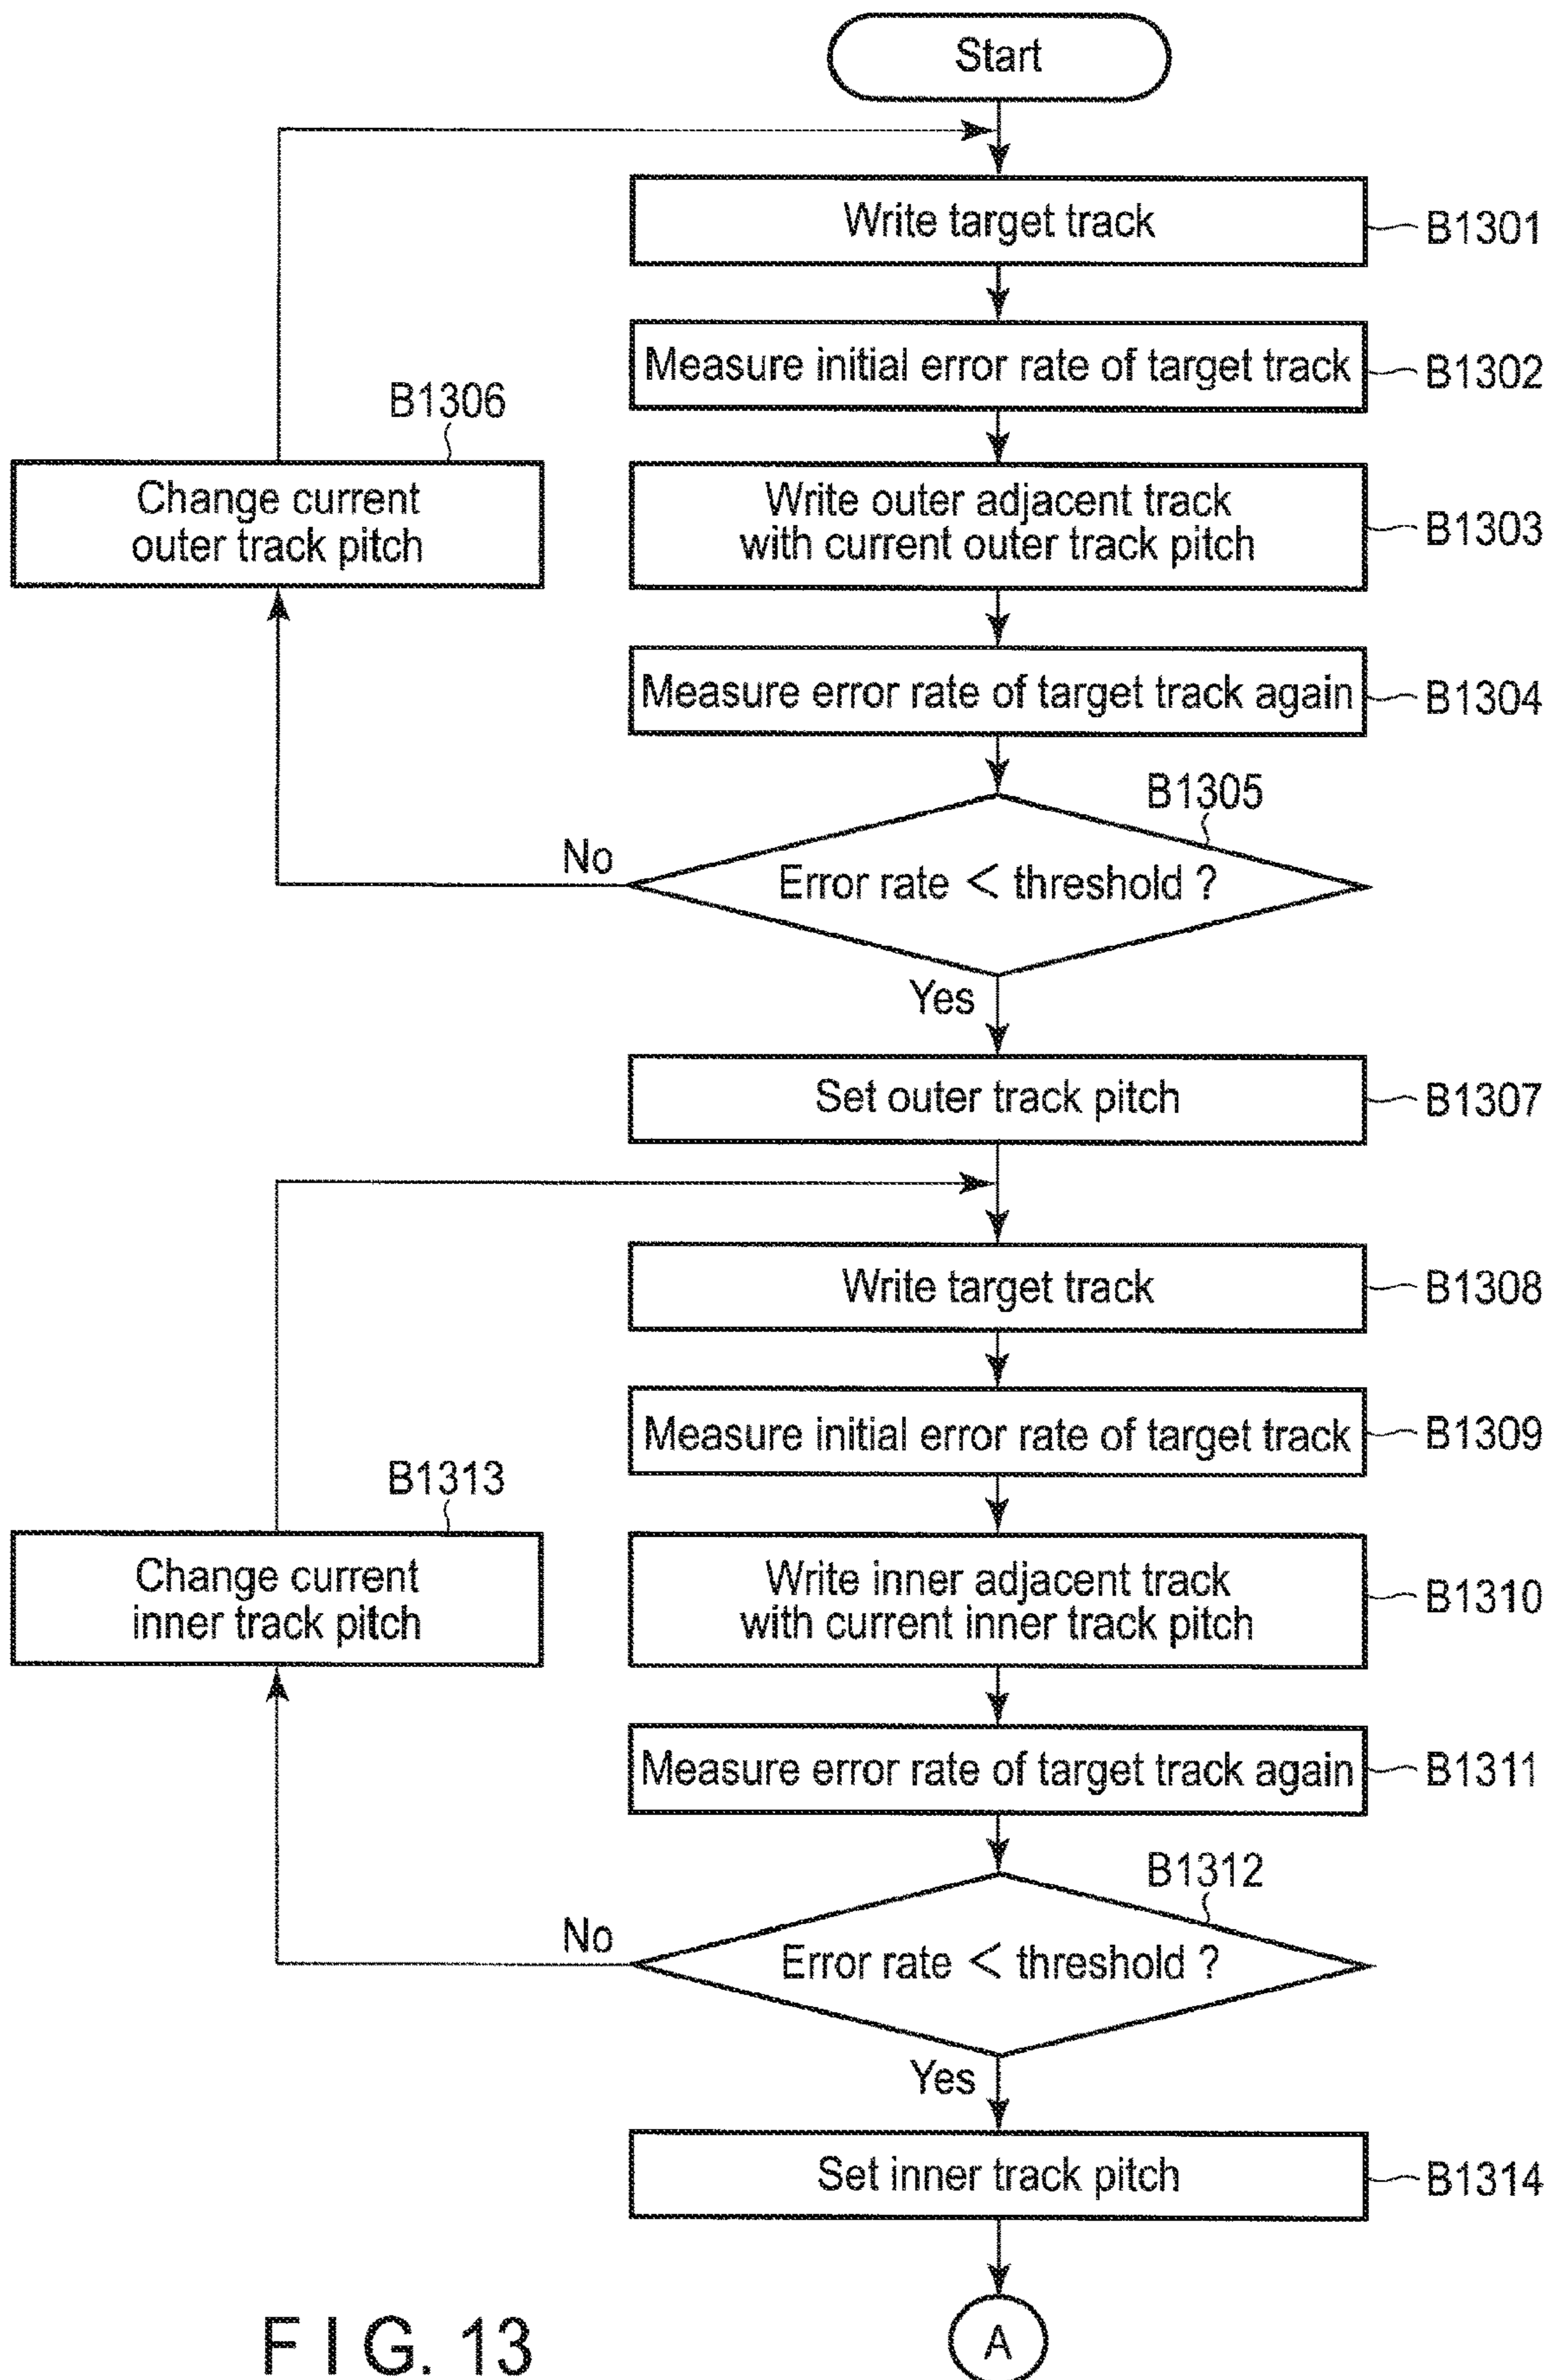 Start
Write target track
B1301
Measure initial error rate of target track
B1302
B1306
Change current
outer track pitch
Write outer adjacent track
with current outer track pitch
B1303
Measure error rate of target track again
B1304
B1305
No
Error rate < threshold ?
Yes
Set outer track pitch
B1307
Write target track
B1308
Measure initial error rate of target track
B1309
B1313
Change current
inner track pitch
Write inner adjacent track
with current inner track pitch
B1310
Measure error rate of target track again
B1311
B1312
No
Error rate < threshold ?
Yes
Set inner track pitch
B1314
A
FIG. 13